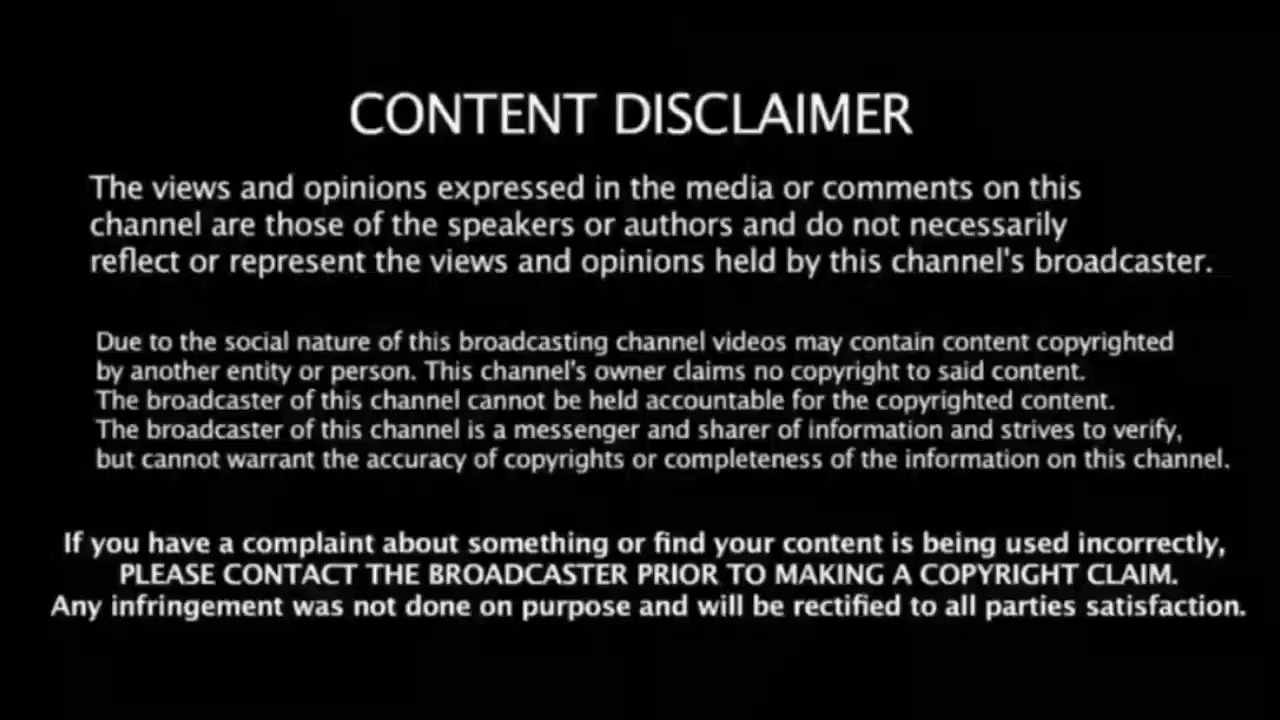 CONTENT DISCLAIMER
The views and opinions expressed in the media or comments on this
channel are those of the speakers or authors and do not necessarily
reflect or represent the views and opinions held by this channel's broadcaster.
Due to the social nature of this broadcasting channel videos may contain content copyrighted
by another entity or person. This channel's owner claims no copyright to said content.
The broadcaster of this channel cannot be held accountable for the copyrighted content.
The broadcaster of this channel is a messenger and sharer of information and strives to verify,
but cannot warrant the accuracy of copyrights or completeness of the information on this channel.
If you have a complaint about something or find your content is being used incorrectly,
PLEASE CONTACT THE BROADCASTER PRIOR TO MAKING A COPYRIGHT CLAIM.
Any infringement was not done on purpose and will be rectified to all parties satisfaction.